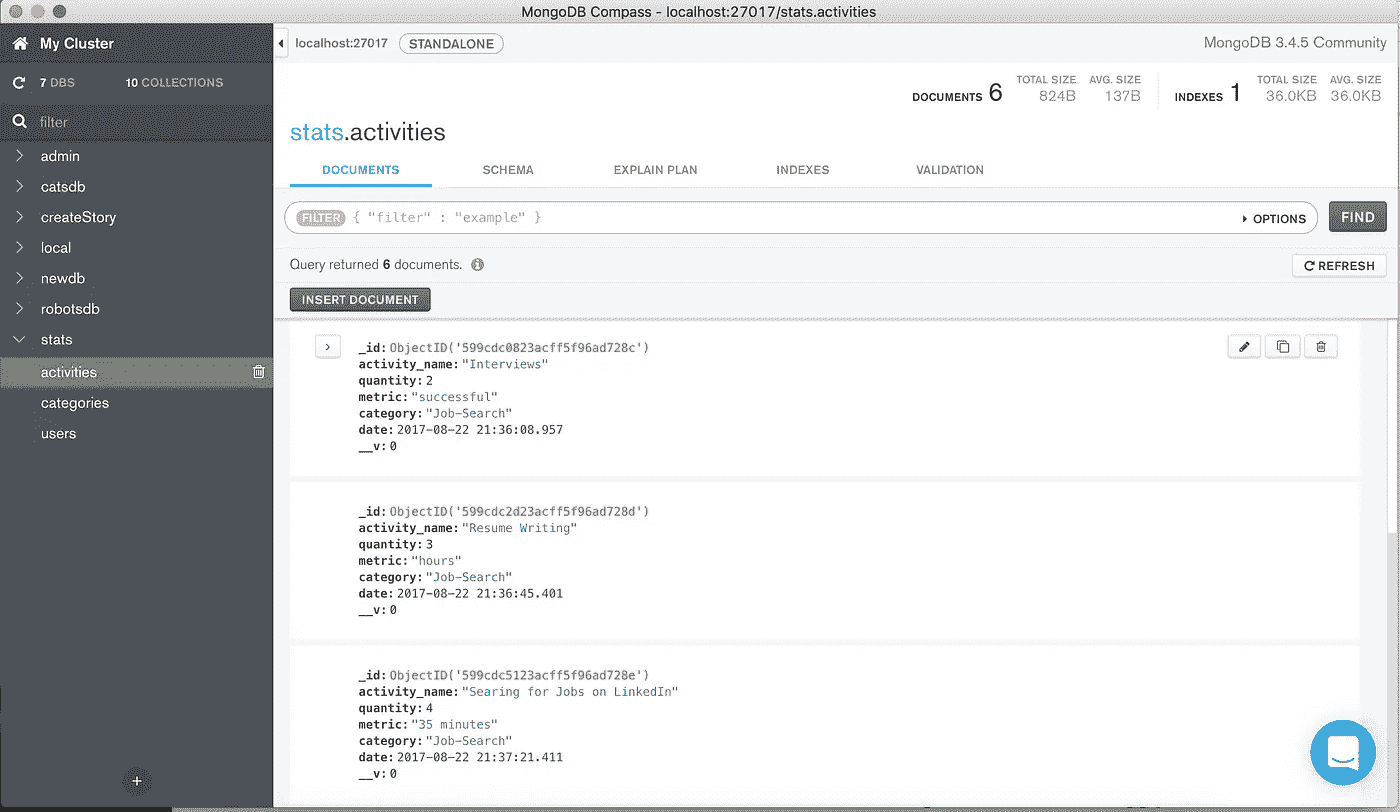 MongoDB Compass - localhost:27017/stats.activities
My Cluster
localhost:27017 STANDALONE
MongoDB 3.4.5 Community
7 DBS 10 COLLECTIONS
filter
admin
catsdb
createStory
local
newdb
robotsdb
stats
activities
categories
users
DOCUMENTS 6 TOTAL SIZE 824B AVG. SIZE 137B INDEXES 1 TOTAL SIZE 36.0KB AVG. SIZE 36.0KB
stats.activities
DOCUMENTS SCHEMA EXPLAIN PLAN INDEXES VALIDATION
FILTER { "filter" : "example" } OPTIONS FIND
Query returned 6 documents. REFRESH
INSERT DOCUMENT
_id: ObjectID('599cdc0823acff5f96ad728c')
activity_name: "Interviews"
quantity: 2
metric: "successful"
category: "Job-Search"
date: 2017-08-22 21:36:08.957
__v: 0
_id: ObjectID('599cdc2d23acff5f96ad728d')
activity_name: "Resume Writing"
quantity: 3
metric: "hours"
category: "Job-Search"
date: 2017-08-22 21:36:45.401
__v: 0
_id: ObjectID('599cdc5123acff5f96ad728e')
activity_name: "Searing for Jobs on LinkedIn"
quantity: 4
metric: "35 minutes"
category: "Job-Search"
date: 2017-08-22 21:37:21.411
__v: 0